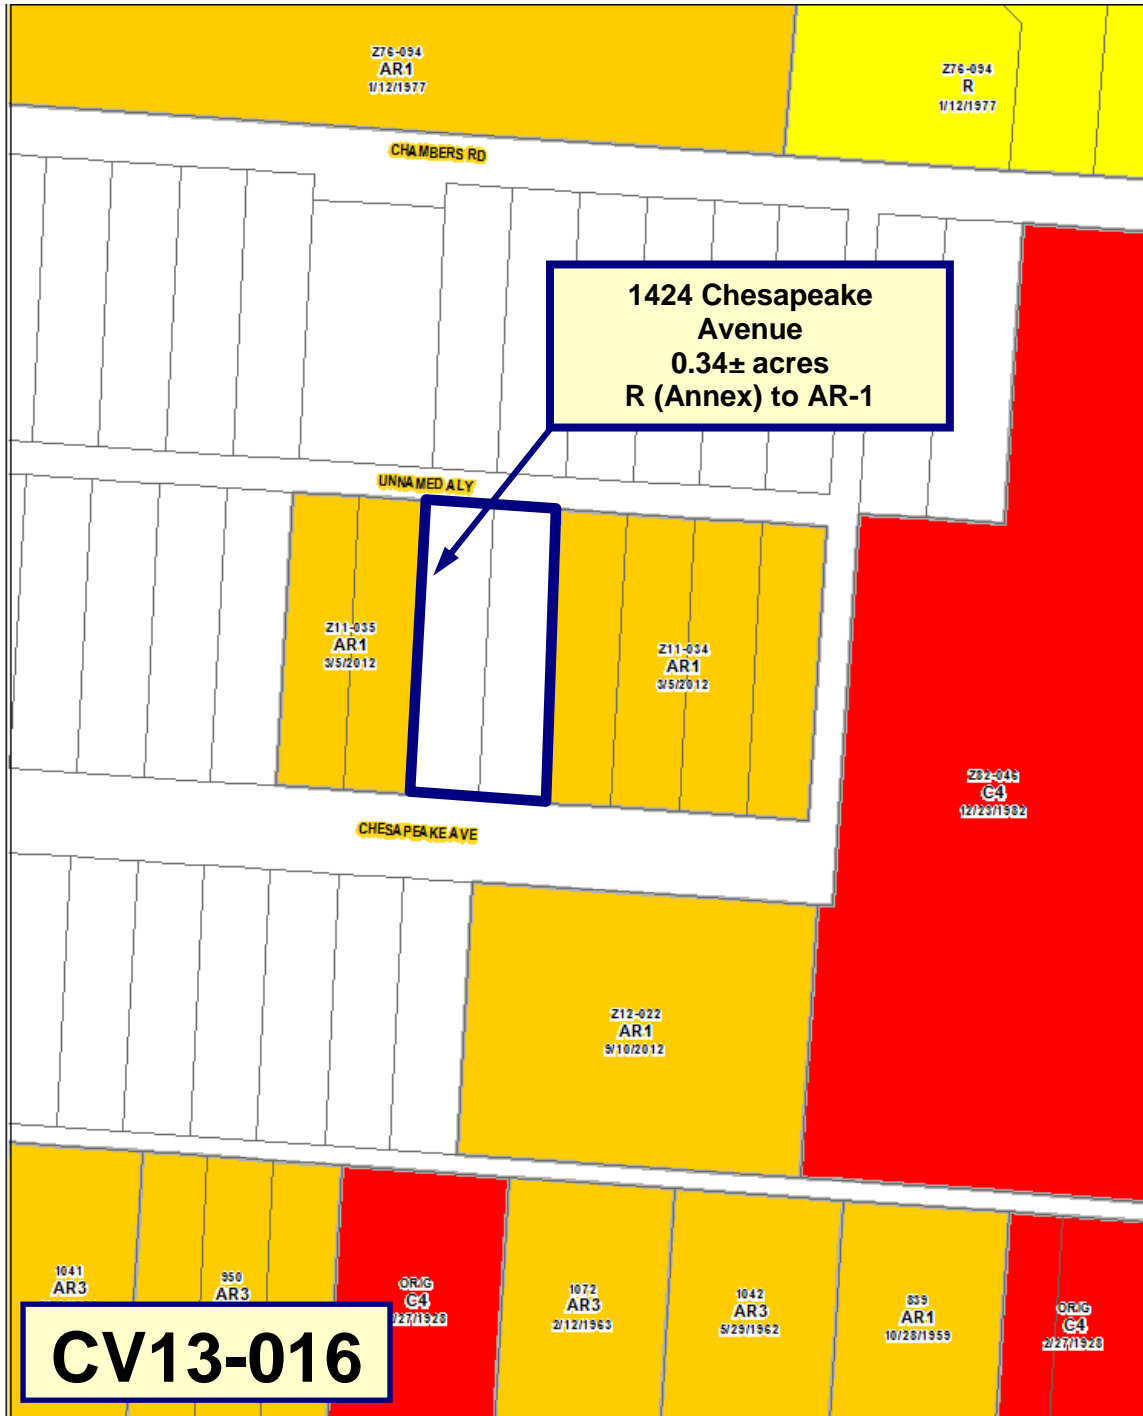 Z76-094
AR1
1/12/1977
Z76-094
R
1/12/1977
CHAMBERS RD
1424 Chesapeake
Avenue
0.34± acres
R (Annex) to AR-1
UNNAMED ALY
Z11-035
AR1
3/5/2012
Z11-034
AR1
3/5/2012
Z82-046
C4
12/23/1982
CHESAPEAKE AVE
Z12-022
AR1
9/10/2012
1041
AR3
950
AR3
ORIG
C4
/27/1928
1072
AR3
2/12/1963
1042
AR3
5/29/1962
839
AR1
10/28/1959
ORIG
C4
2/27/1928
CV13-016